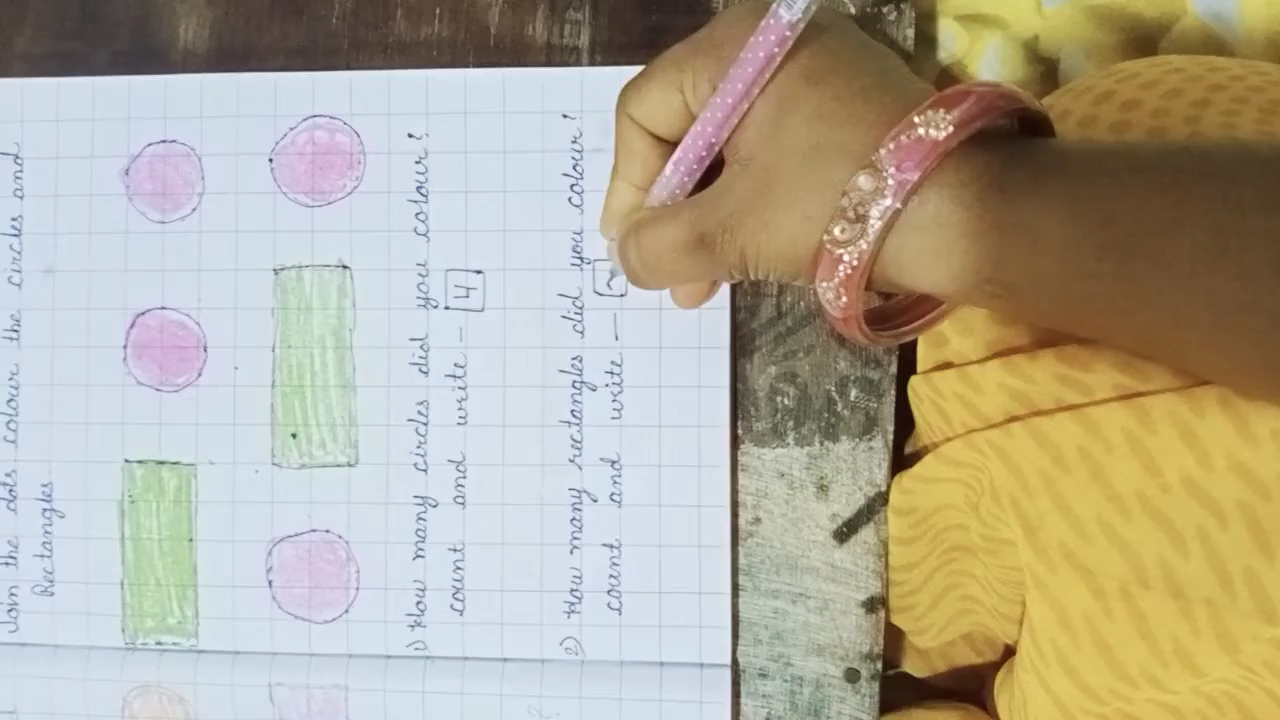 Join the dots colour the circles and
Rectangles
1) How many circles did you colour?
count and write - 4
2) How many rectangles did you colour?
count and write -